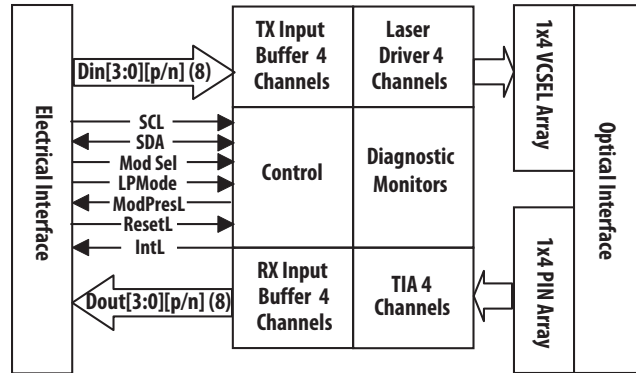 Electrical Interface
Din[3:0][p/n] (8)
SCL
SDA
Mod Sel
LPMode
ModPresL
ResetL
IntL
Dout[3:0][p/n] (8)
TX Input
Buffer 4
Channels
Laser
Driver 4
Channels
Control
Diagnostic
Monitors
RX Input
Buffer 4
Channels
TIA 4
Channels
1x4 VCSEL Array
1x4 PIN Array
Optical Interface